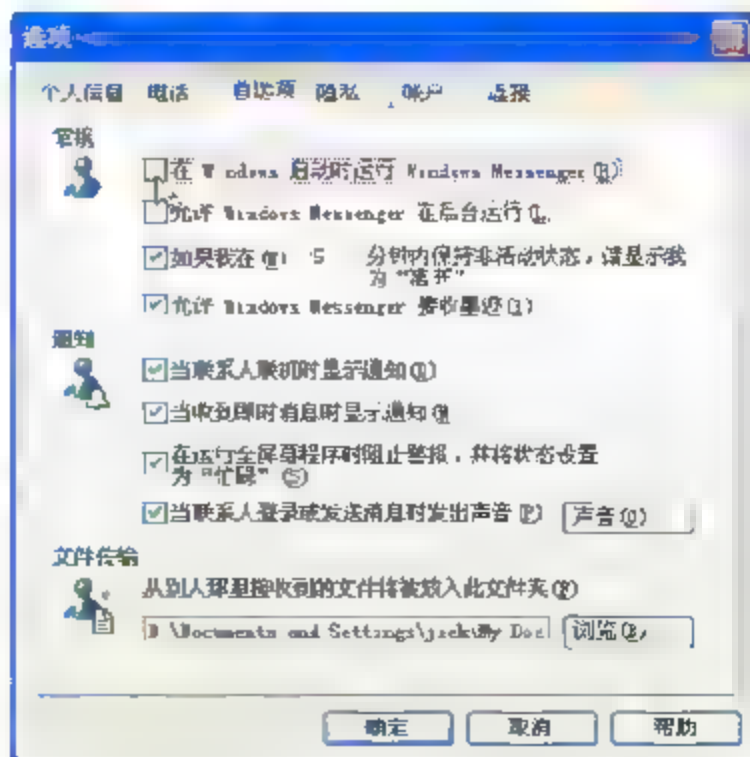 选项
个人信息 电话 首选项 隐私 帐户 连接
常规
在 Windows 启动时运行 Windows Messenger (R)
允许 Windows Messenger 在后台运行
如果我在 5 分钟内保持非活动状态，请显示我
为 "离开"
允许 Windows Messenger 接收墨迹
通知
当联系人联机时显示通知
当收到即时消息时显示通知
在运行全屏幕程序时阻止警报，并将状态设置
为 "忙碌" (S)
当联系人登录或发送消息时发出声音 (P) 声音
文件传输
从别人那里接收到的文件将被放入此文件夹 (F)
\Documents and Settings\jack\My Doc 浏览
确定 取消 帮助